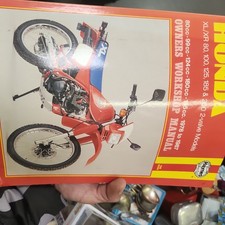 HONDA
XL/XR 80, 100, 125, 185 & 200 2-valve Models
OWNERS WORKSHOP MANUAL
Haynes